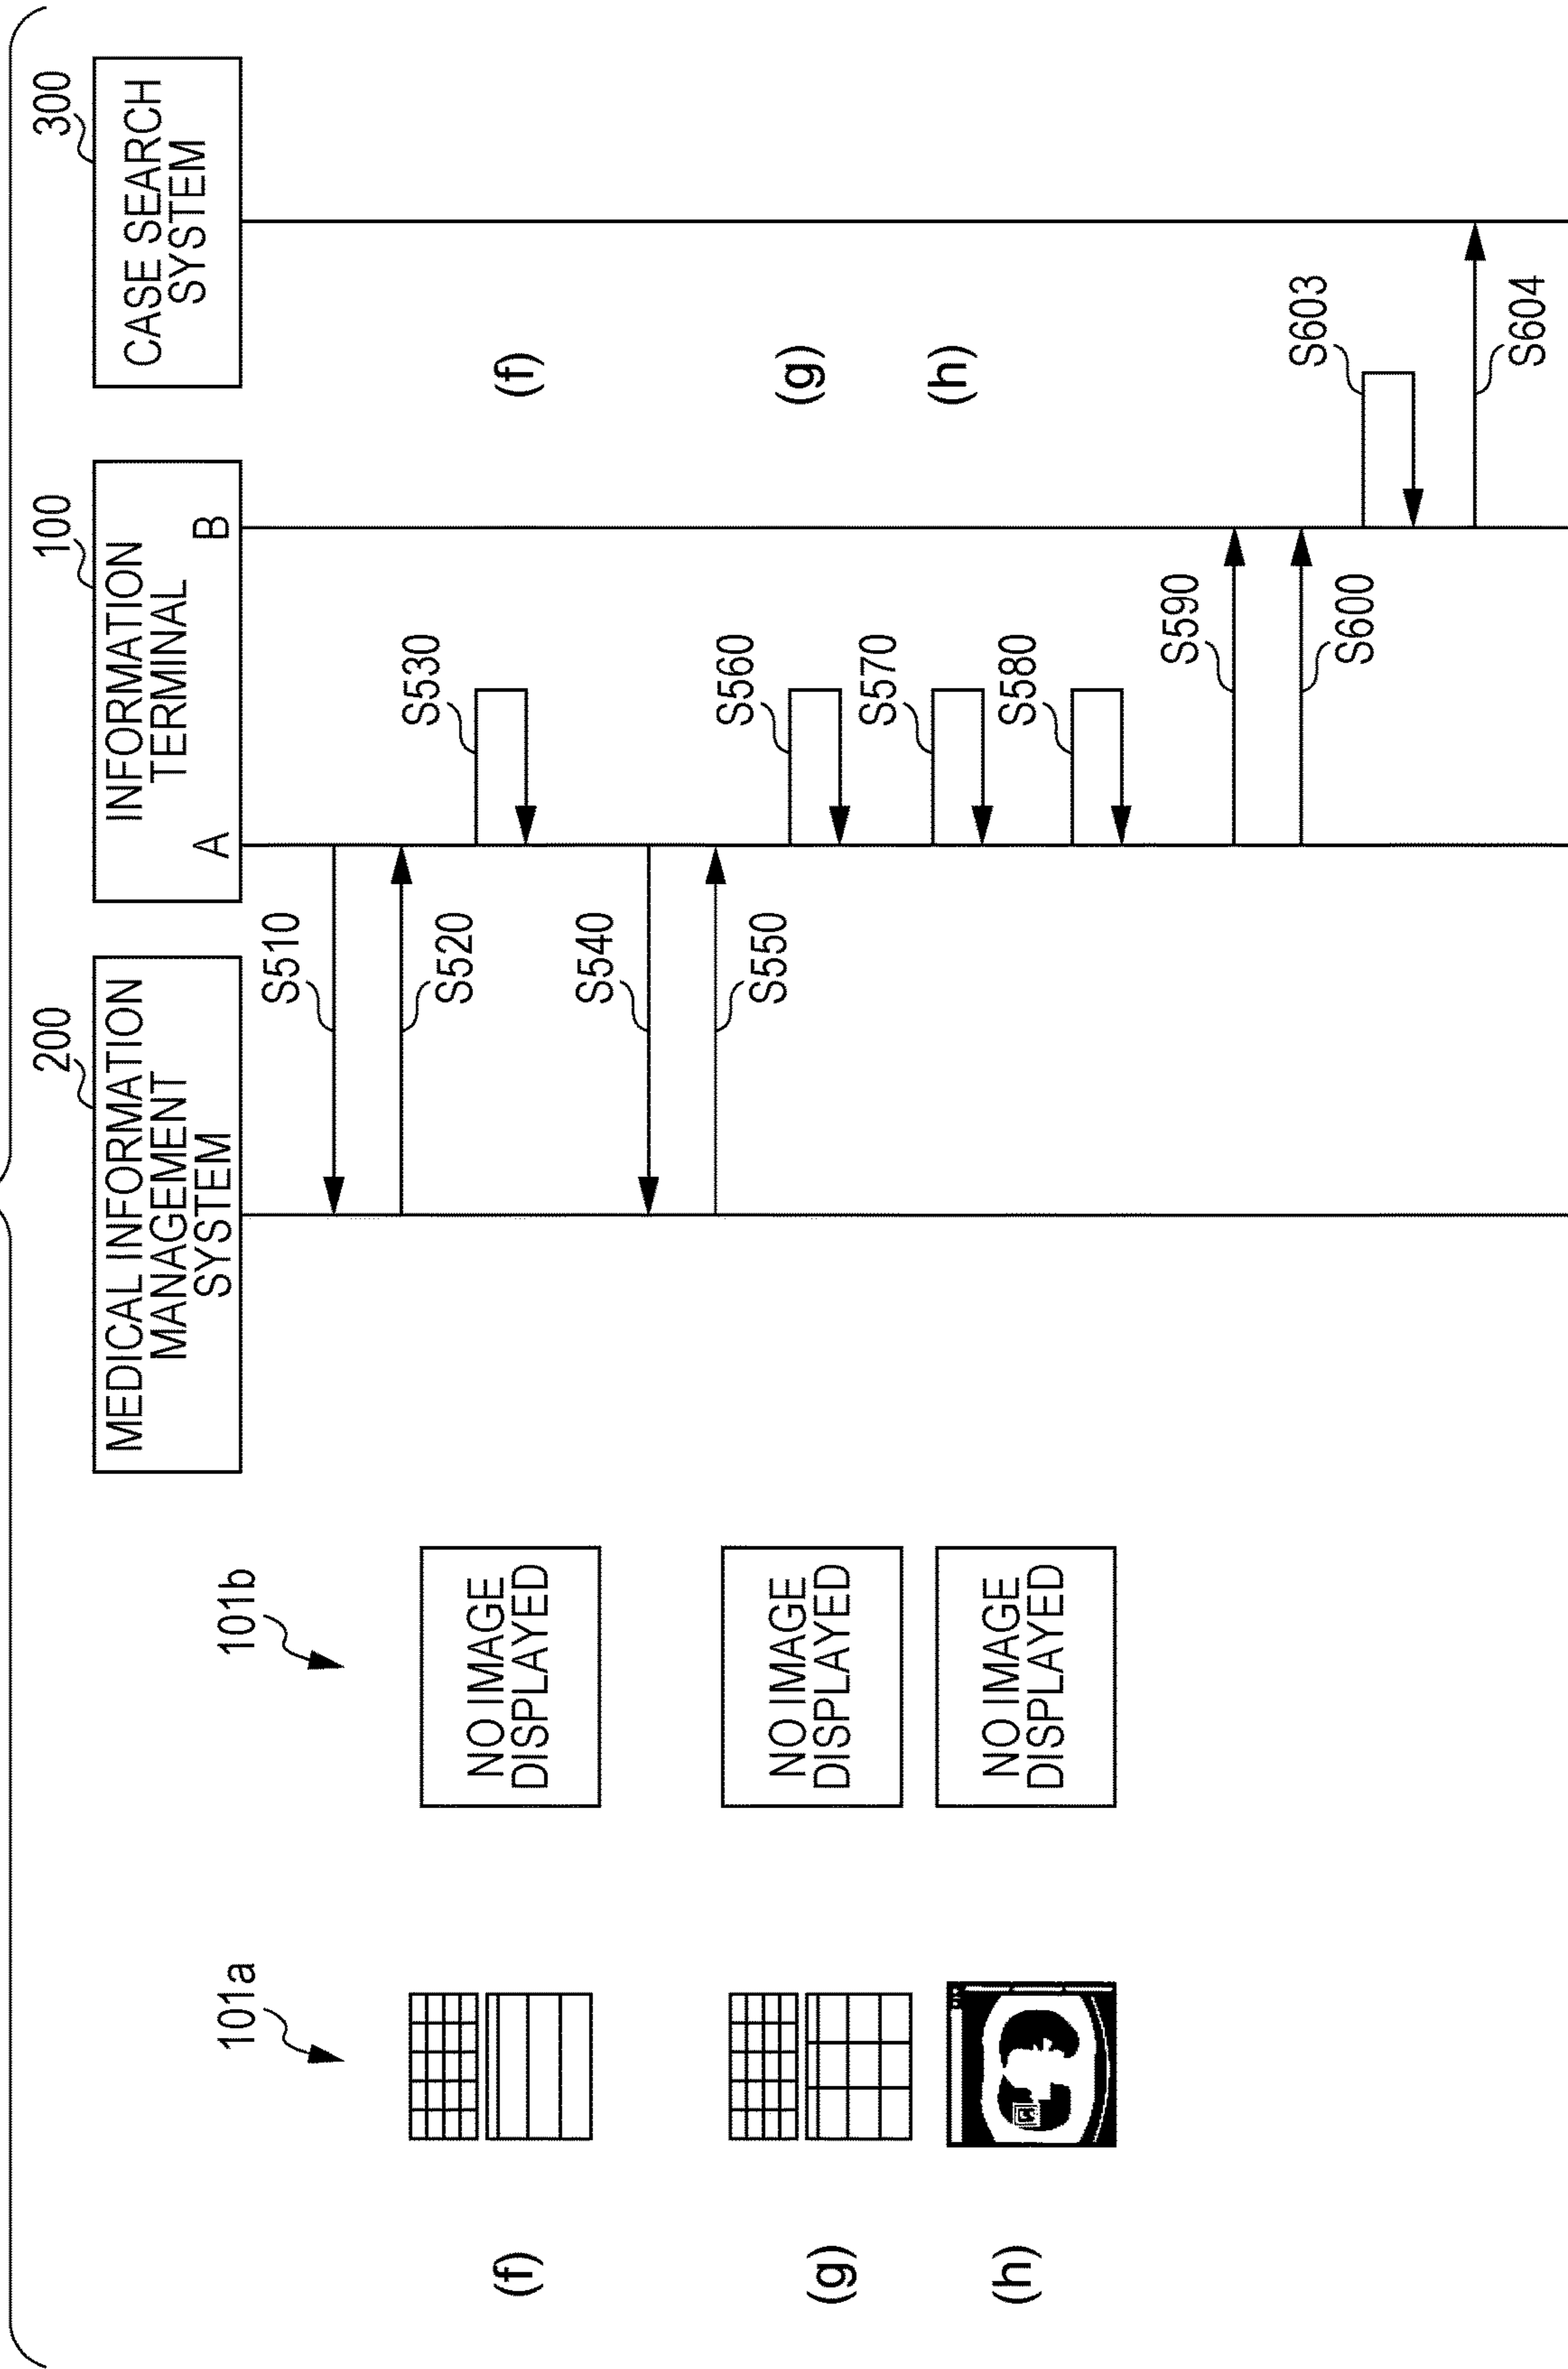 101a
101b
200
MEDICAL INFORMATION
MANAGEMENT
SYSTEM
100
INFORMATION
TERMINAL
A
B
300
CASE SEARCH
SYSTEM
S510
S520
(f)
NO IMAGE
DISPLAYED
S530
(f)
S540
S550
(g)
NO IMAGE
DISPLAYED
S560
(g)
(h)
NO IMAGE
DISPLAYED
S570
(h)
S580
S590
S600
S603
S604